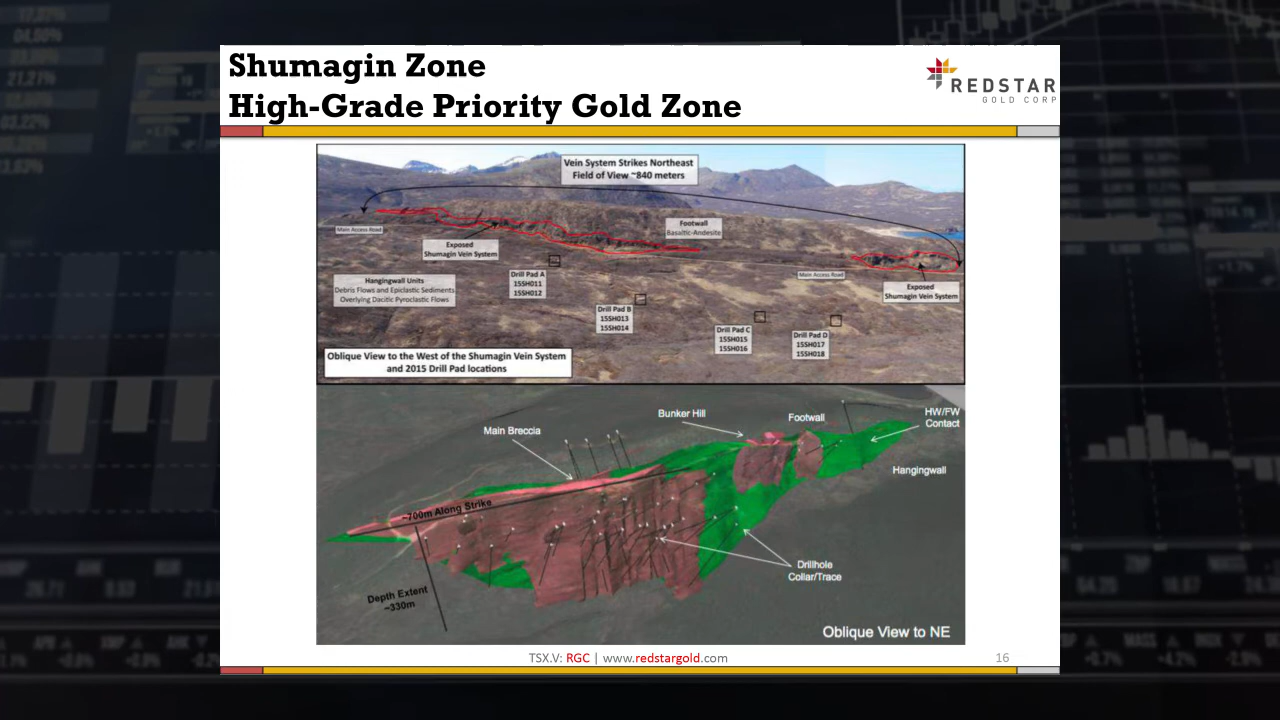 Shumagin Zone
High-Grade Priority Gold Zone
REDSTAR
GOLD CORP
Vein System Strikes Northeast
Field of View ~840 meters
Main Access Road
Exposed
Shumagin Vein System
Footwall
Basaltic-Andesite
Hangingwall Units
Debris Flows and Epiclastic Sediments
Overlying Dacitic Pyroclastic Flows
Drill Pad A
15SH011
15SH012
Drill Pad B
15SH013
15SH014
Drill Pad C
15SH015
15SH016
Drill Pad D
15SH017
15SH018
Main Access Road
Exposed
Shumagin Vein System
Oblique View to the West of the Shumagin Vein System
and 2015 Drill Pad locations
Main Breccia
Bunker Hill
Footwall
HW/FW
Contact
Hangingwall
~700m Along Strike
Depth Extent
~330m
Drillhole
Collar/Trace
Oblique View to NE
TSX.V: RGC | www.redstargold.com
16